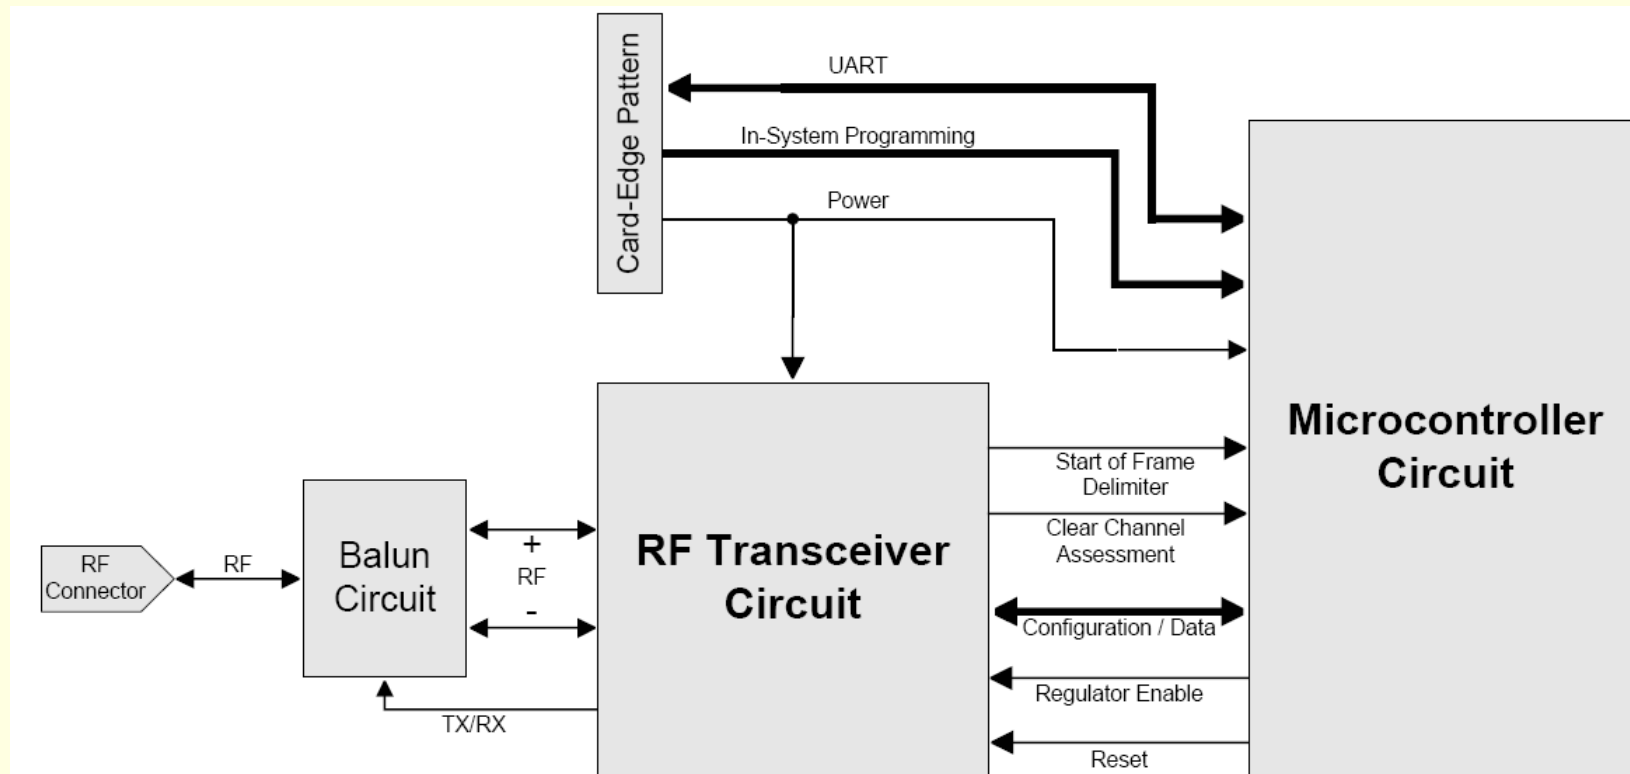 Card-Edge Pattern
UART
In-System Programming
Power
Microcontroller
Circuit
Start of Frame
Delimiter
Clear Channel
Assessment
RF Transceiver
Circuit
Configuration / Data
Regulator Enable
Reset
+
RF
-
Balun
Circuit
RF
RF
Connector
TX/RX